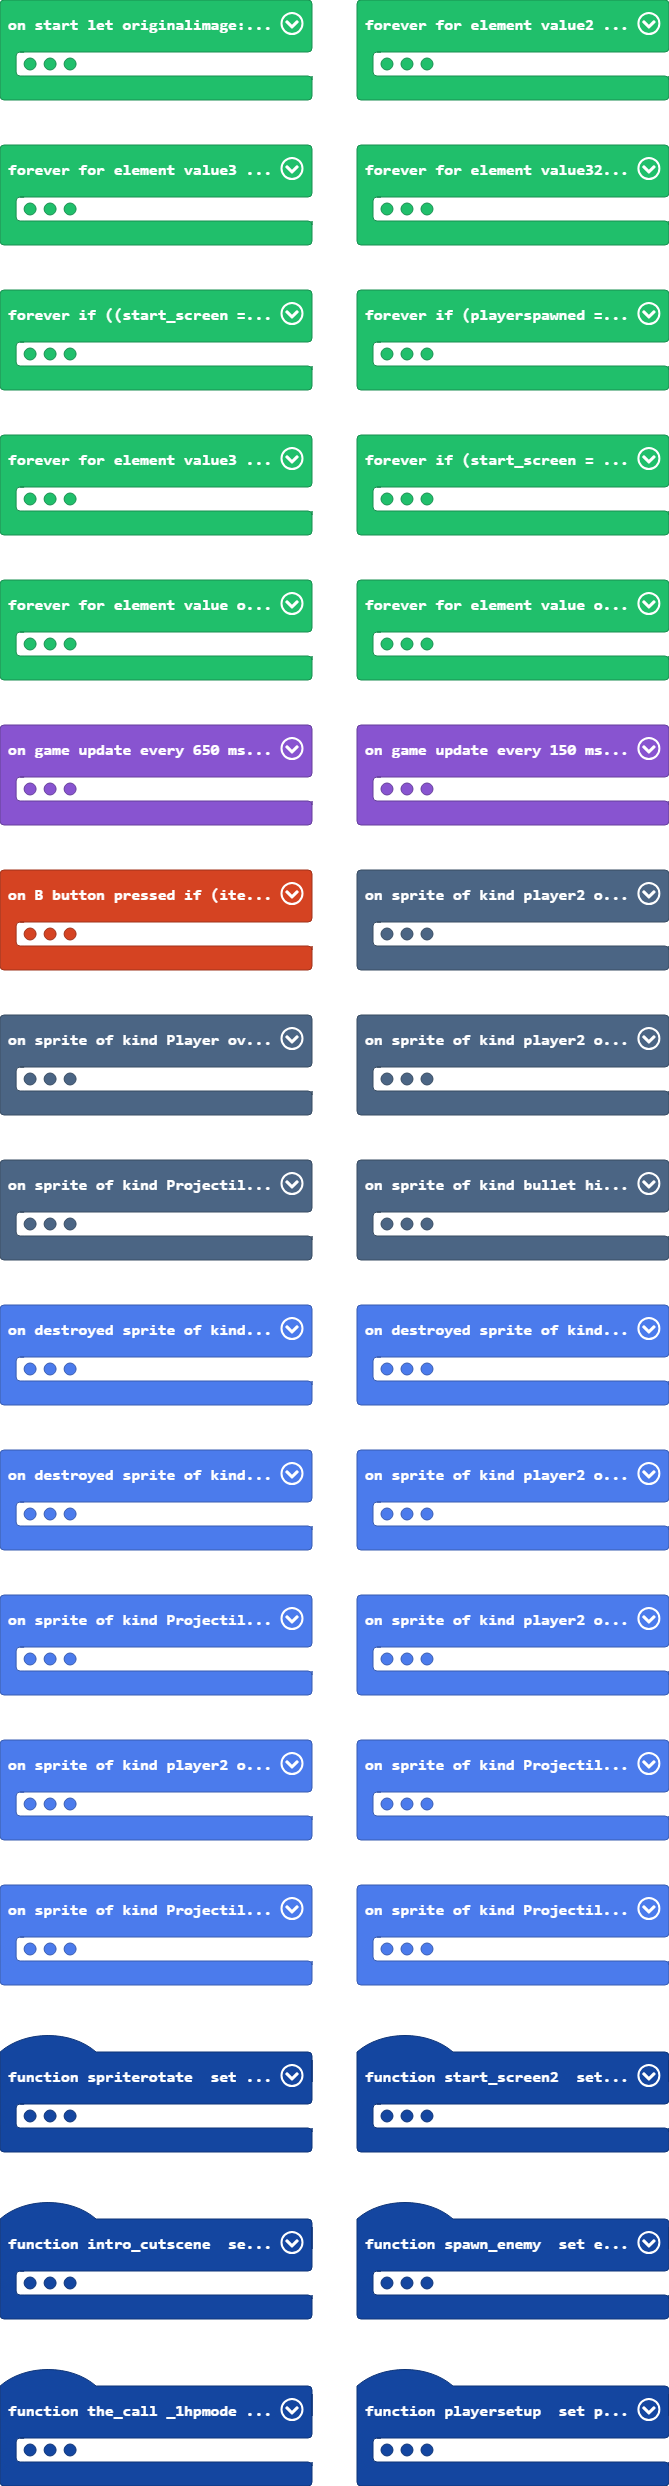 on start let originalimage:...
forever for element value2 ...
forever for element value3 ...
forever for element value32...
forever if ((start_screen =...
forever if (playerspawned =...
forever for element value3 ...
forever if (start_screen = ...
forever for element value o...
forever for element value o...
on game update every 650 ms...
on game update every 150 ms...
on B button pressed if (ite...
on sprite of kind player2 o...
on sprite of kind Player ov...
on sprite of kind player2 o...
on sprite of kind Projectil...
on sprite of kind bullet hi...
on destroyed sprite of kind...
on destroyed sprite of kind...
on destroyed sprite of kind...
on sprite of kind player2 o...
on sprite of kind Projectil...
on sprite of kind player2 o...
on sprite of kind player2 o...
on sprite of kind Projectil...
on sprite of kind Projectil...
on sprite of kind Projectil...
function spriterotate  set ...
function start_screen2  set...
function intro_cutscene  se...
function spawn_enemy  set e...
function the_call _1hpmode ...
function playersetup  set p...